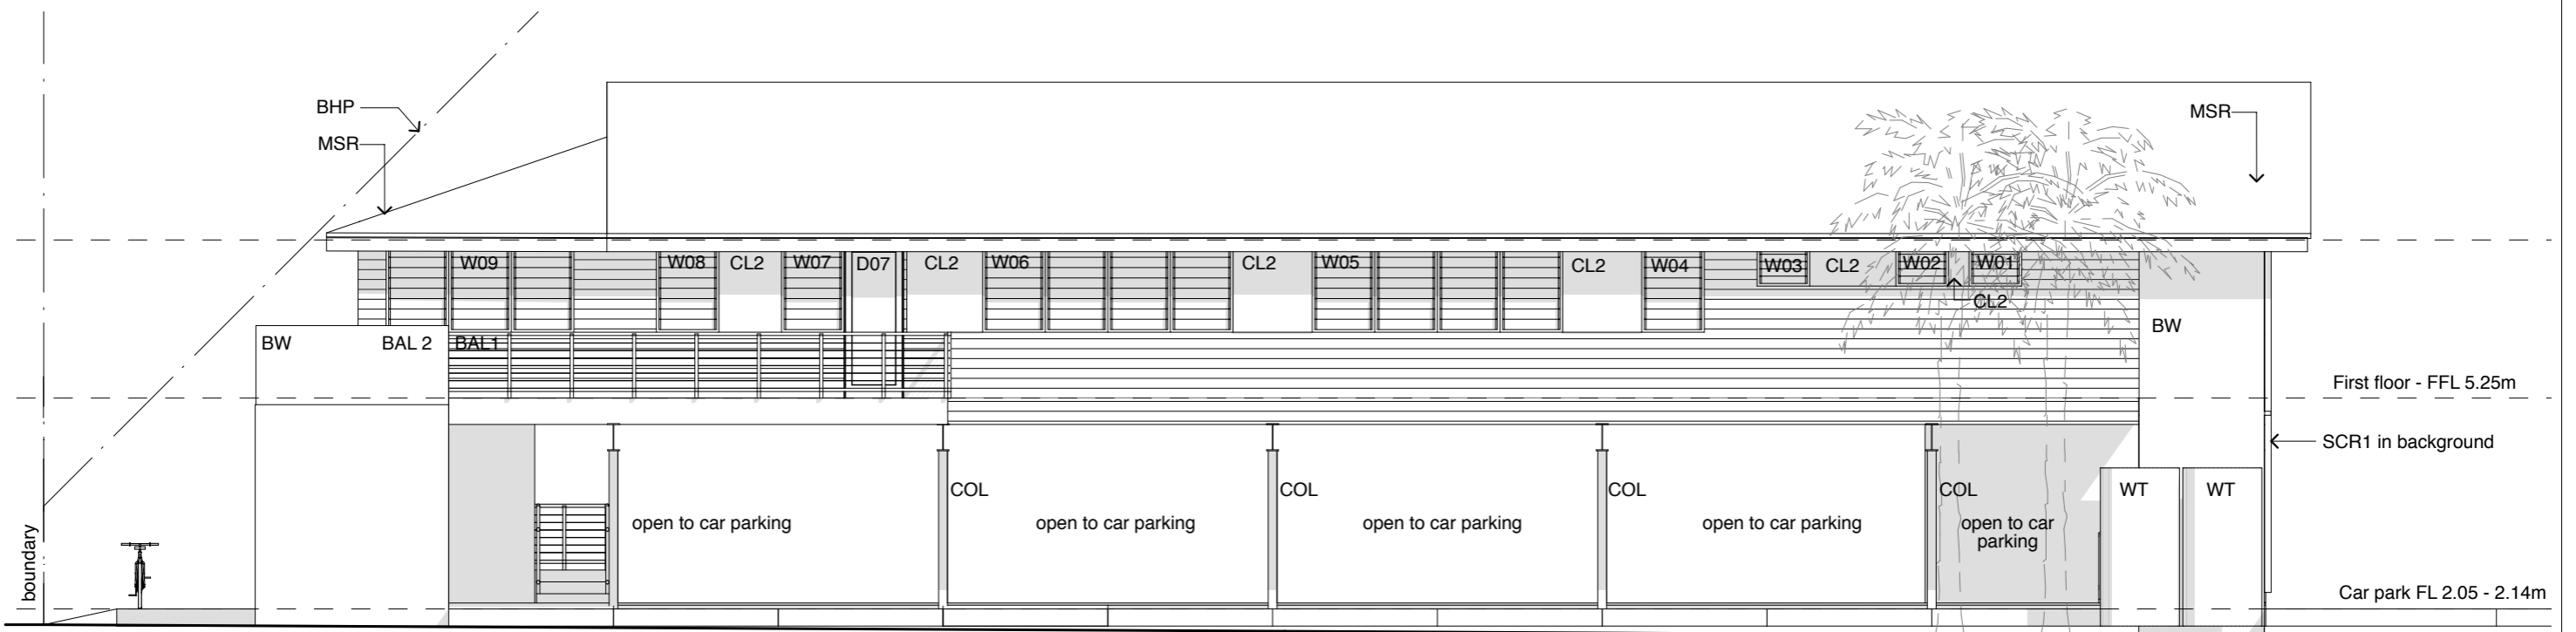 BHP
MSR
MSR
W09
W08
CL2
W07
D07
CL2
W06
CL2
W05
CL2
W04
W03
CL2
W02
W01
CL2
BW
BAL 2
BAL1
BW
First floor - FFL 5.25m
SCR1 in background
COL
COL
COL
COL
WT
WT
open to car parking
open to car parking
open to car parking
open to car parking
open to car
parking
boundary
Car park FL 2.05 - 2.14m